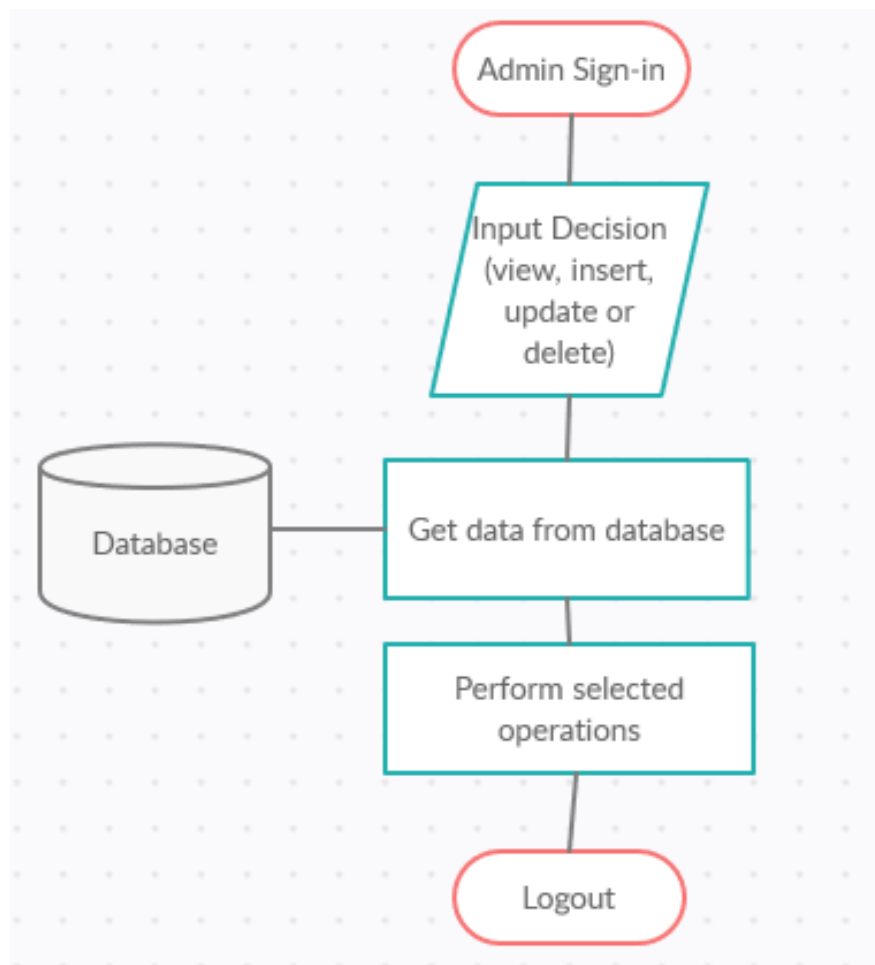 Admin Sign-in
Input Decision
(view, insert,
update or
delete)
Get data from database
Database
Perform selected
operations
Logout